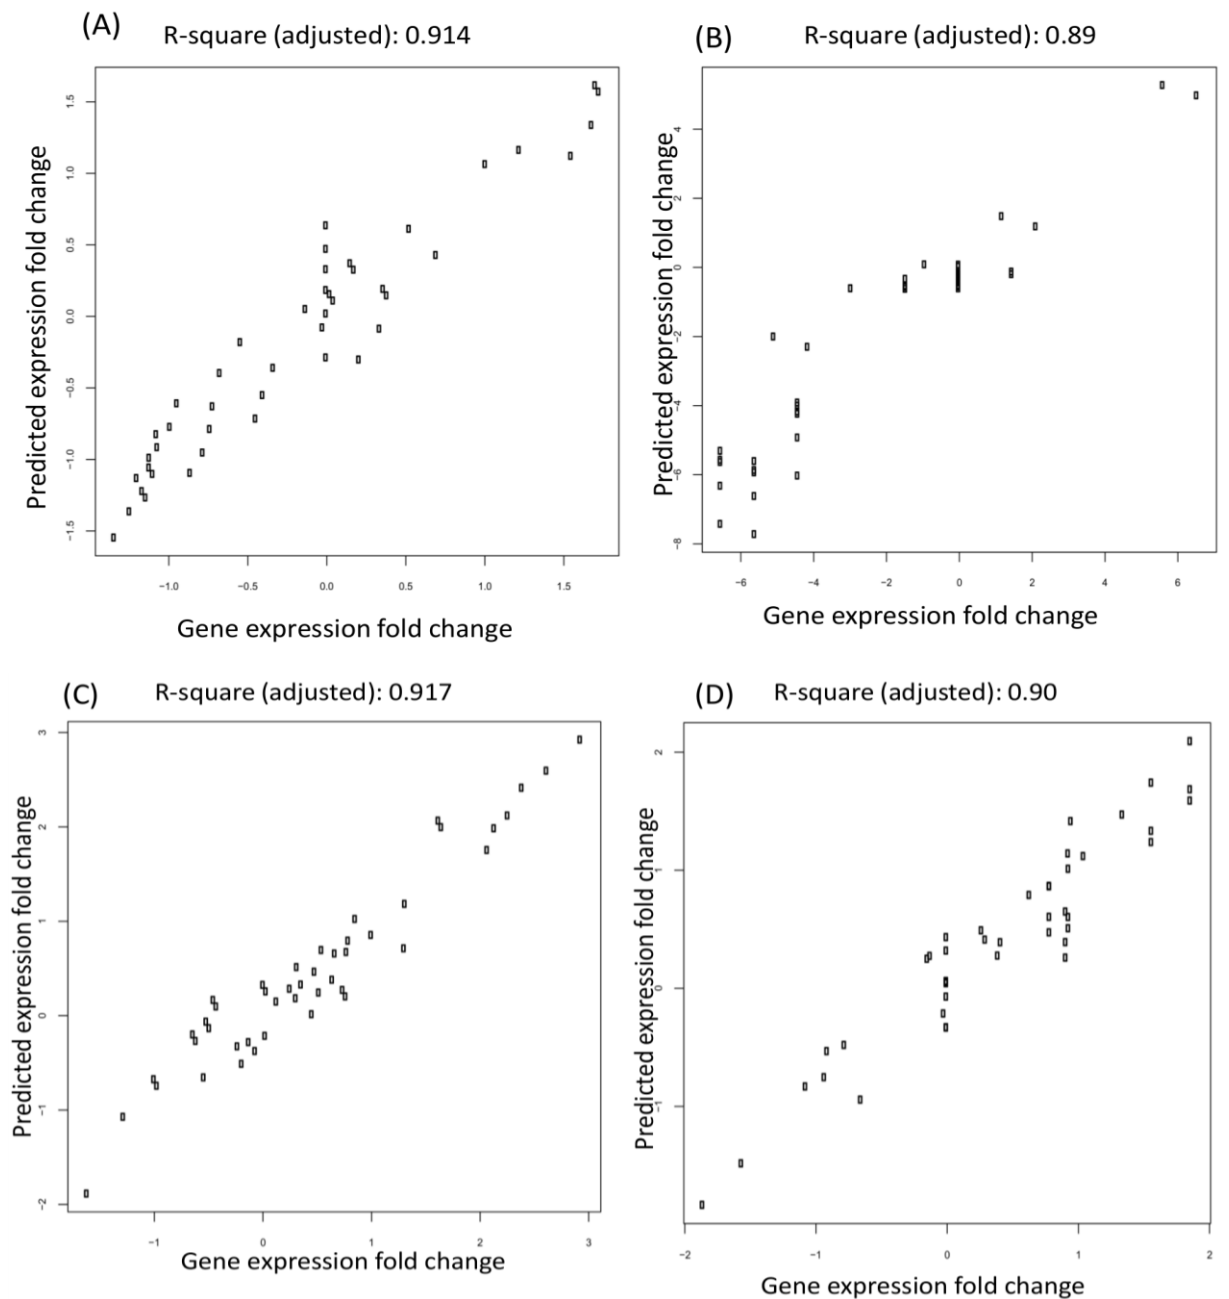 (A)
R-square (adjusted): 0.914
Predicted expression fold change
1.5
1.0
0.5
0.0
−0.5
−1.0
−1.5
−1.0 −0.5 0.0 0.5 1.0 1.5
Gene expression fold change
(B)
R-square (adjusted): 0.89
Predicted expression fold change
4
2
0
−2
−4
−6
−8
−6 −4 −2 0 2 4 6
Gene expression fold change
(C)
R-square (adjusted): 0.917
Predicted expression fold change
3
2
1
0
−1
−2
−1 0 1 2 3
Gene expression fold change
(D)
R-square (adjusted): 0.90
Predicted expression fold change
2
1
0
−1
−2 −1 0 1 2
Gene expression fold change